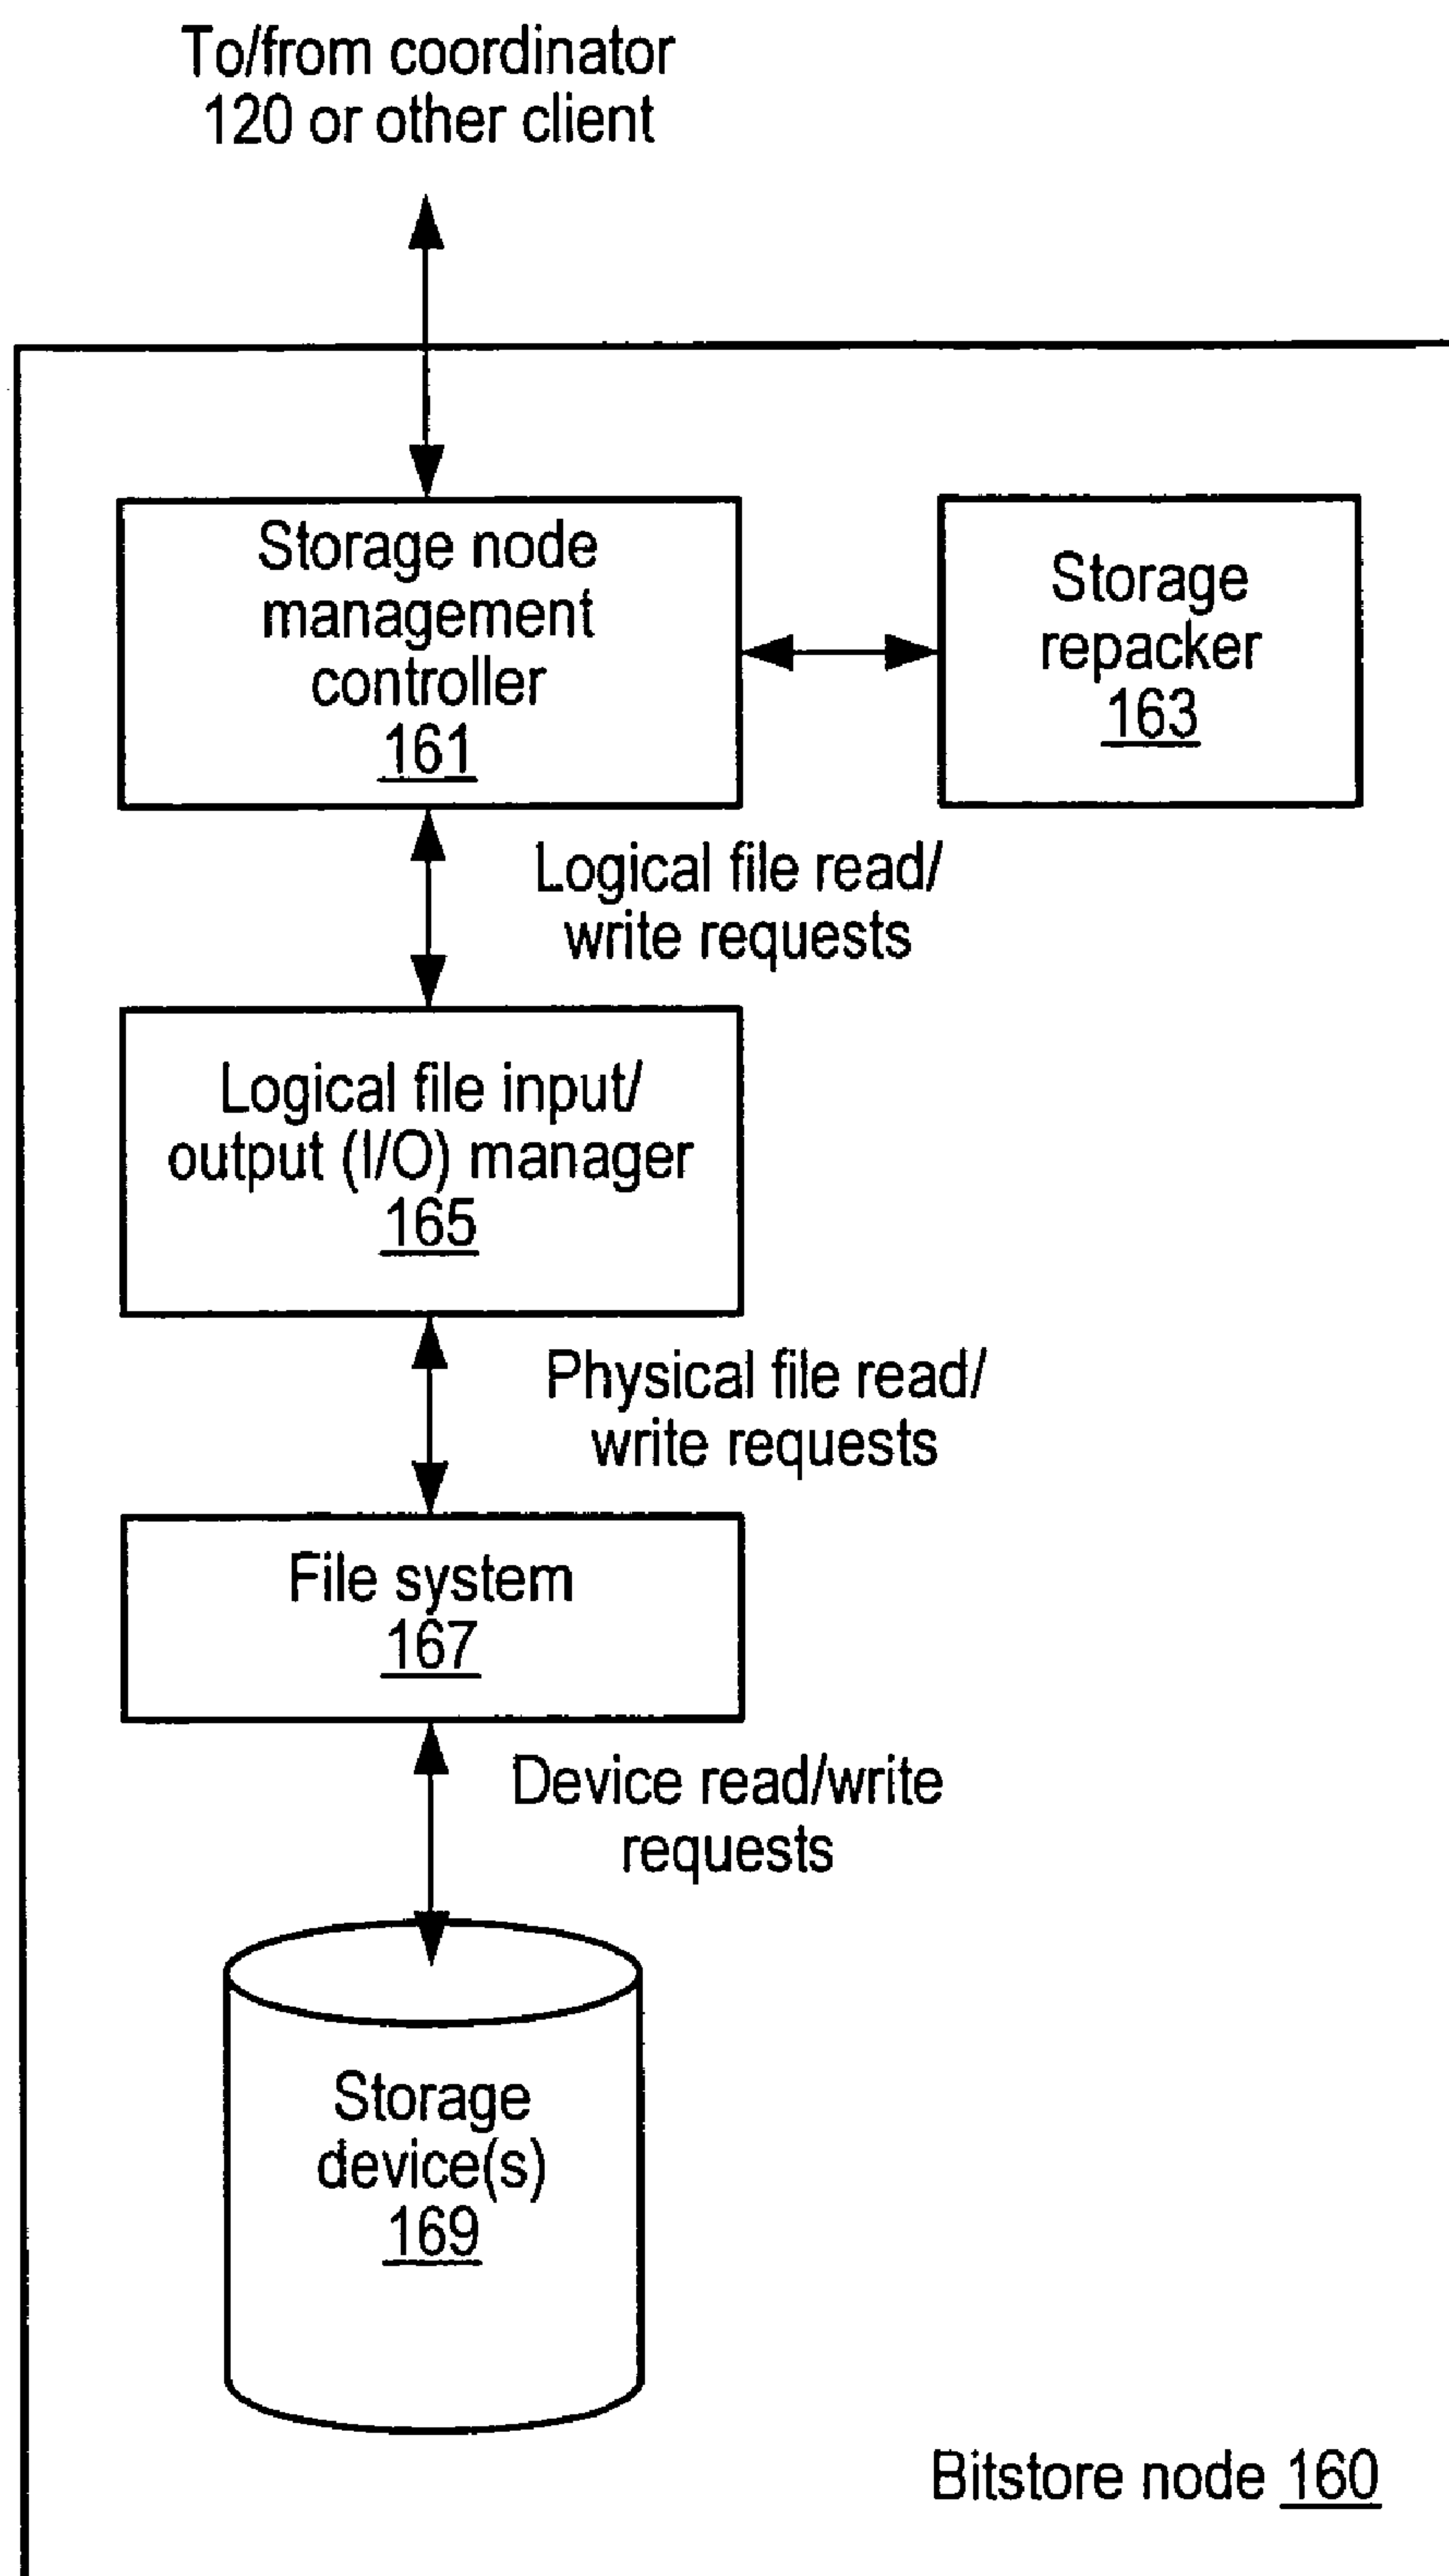 To/from coordinator
120 or other client
Storage node
management
controller
161
Storage
repacker
163
Logical file read/
write requests
Logical file input/
output (I/O) manager
165
Physical file read/
write requests
File system
167
Device read/write
requests
Storage
device(s)
169
Bitstore node 160